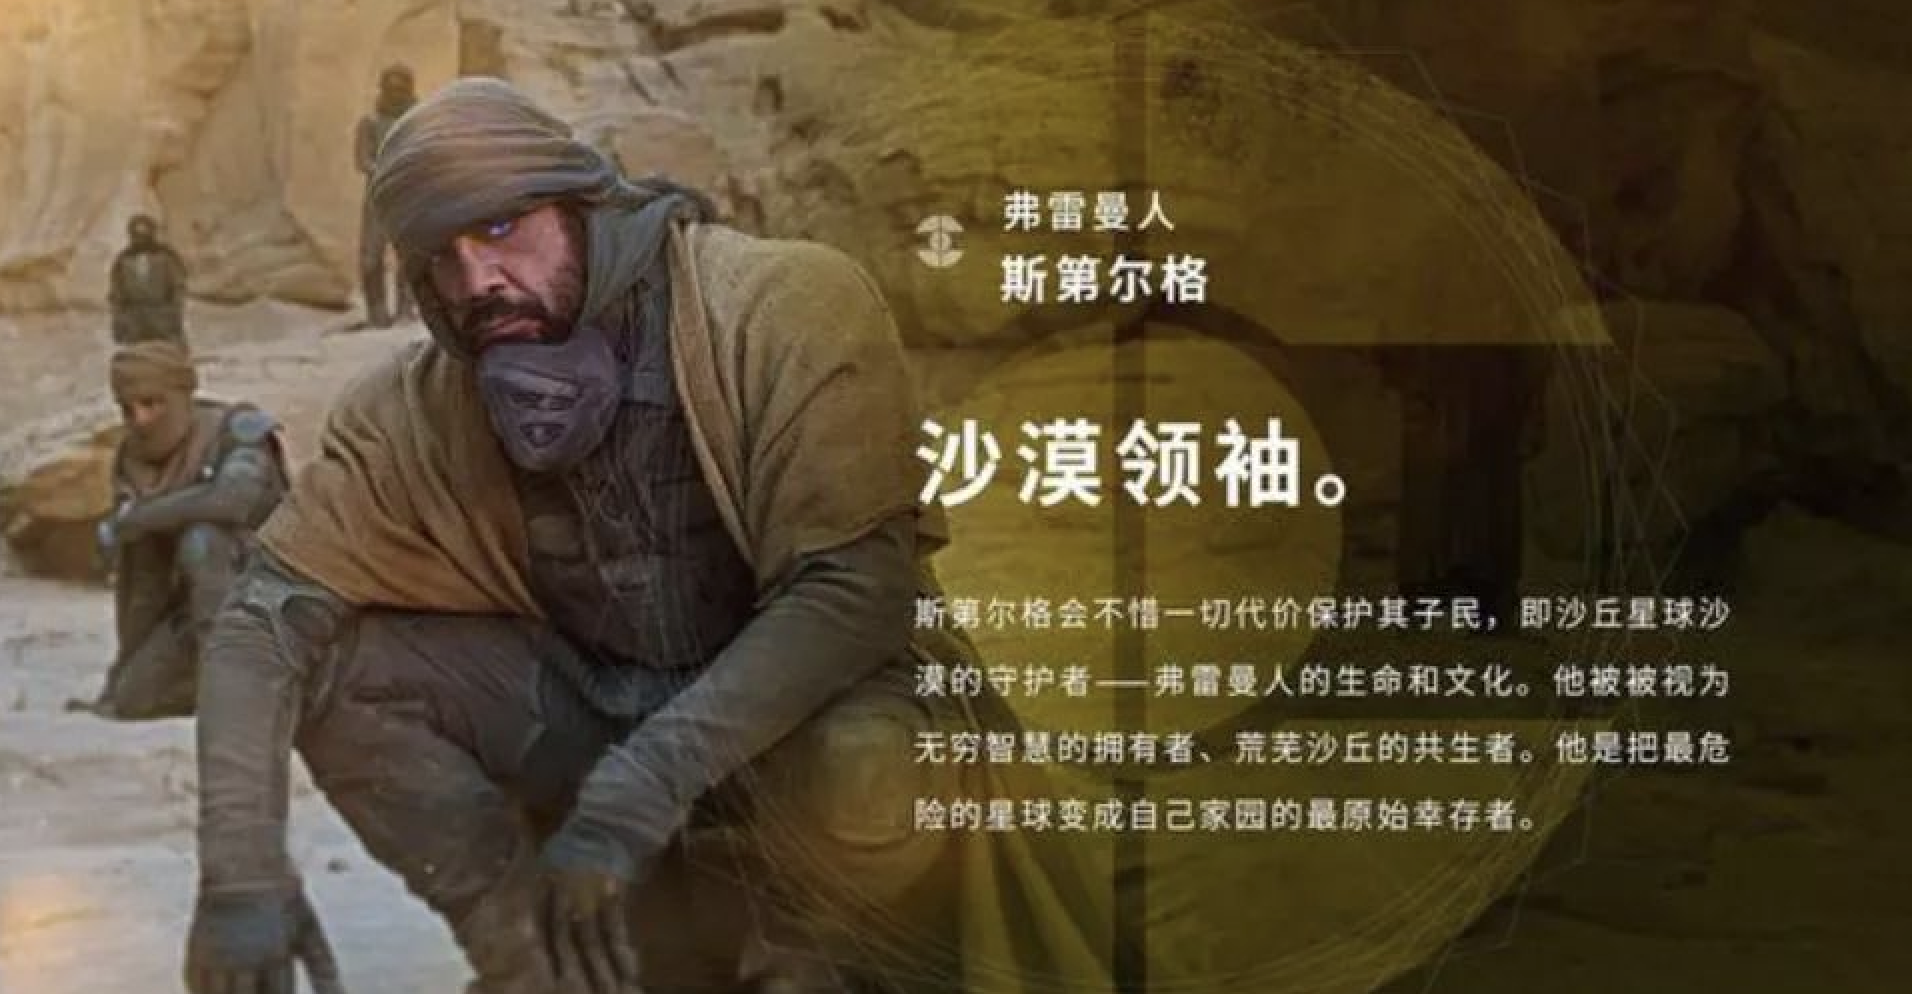 弗雷曼人
斯第尔格
沙漠领袖。
斯第尔格会不惜一切代价保护其子民，即沙丘星球沙
漠的守护者——弗雷曼人的生命和文化。他被被视为
无穷智慧的拥有者、荒芜沙丘的共生者。他是把最危
险的星球变成自己家园的最原始幸存者。